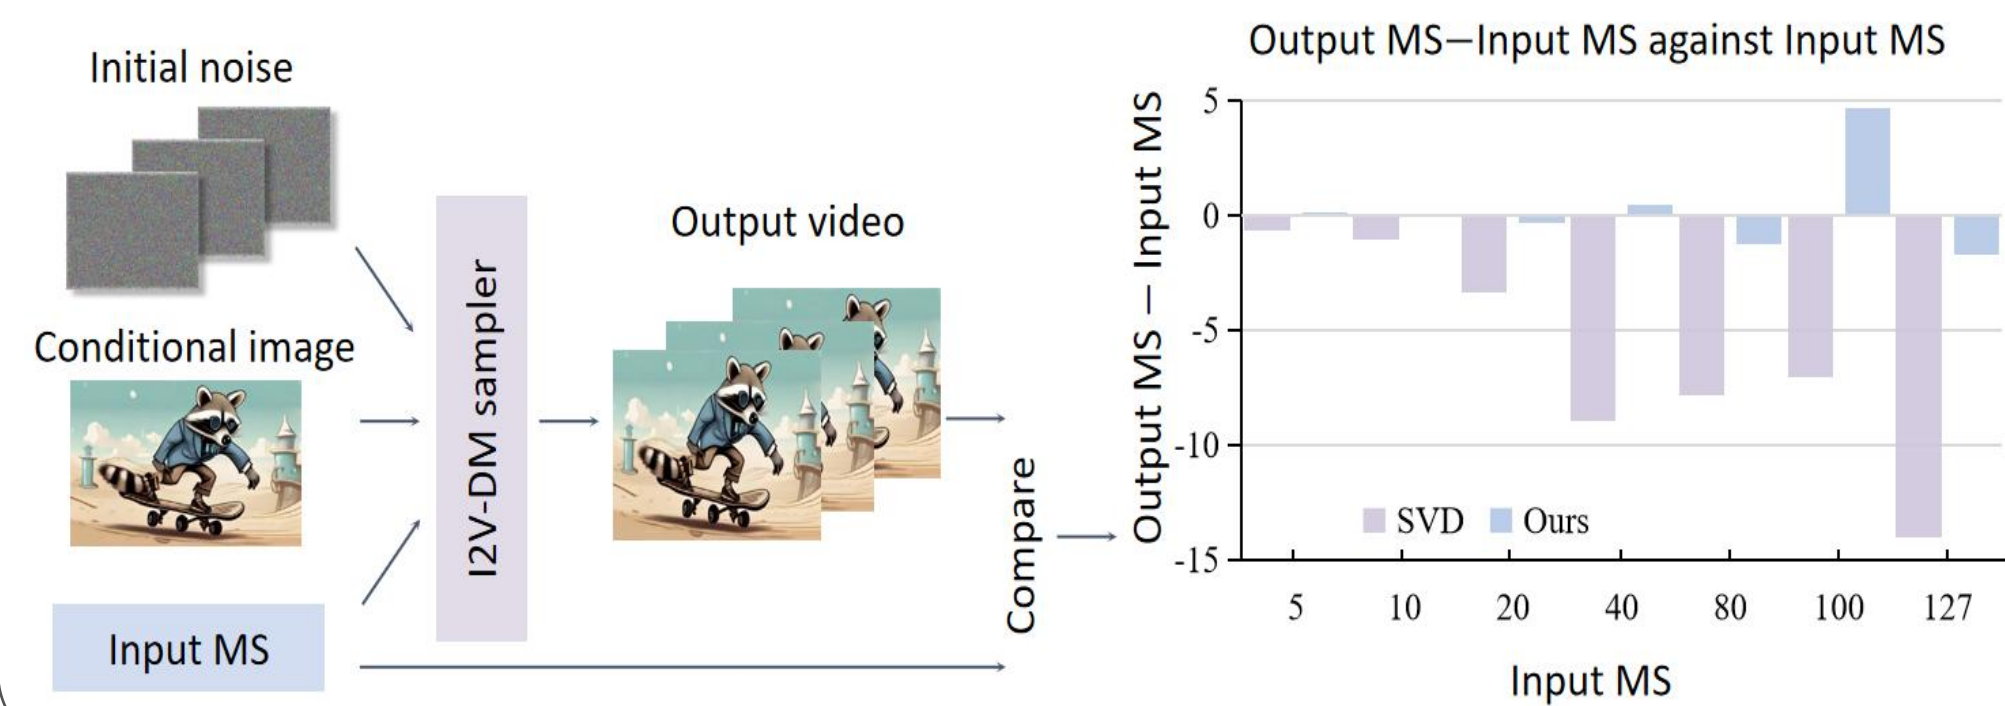 Initial noise
Conditional image
Input MS
I2V-DM sampler
Output video
Compare
Output MS—Input MS against Input MS
Output MS — Input MS
5
0
-5
-10
-15
SVD Ours
5 10 20 40 80 100 127
Input MS